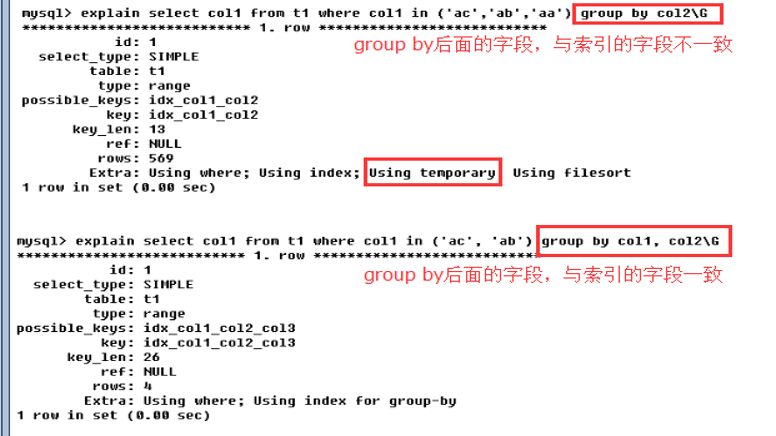 mysql> explain select col1 from t1 where col1 in ('ac','ab','aa') group by col2\G
*************************** 1. row ***************************
group by后面的字段，与索引的字段不一致
id: 1
select_type: SIMPLE
table: t1
type: range
possible_keys: idx_col1_col2
key: idx_col1_col2
key_len: 13
ref: NULL
rows: 569
Extra: Using where; Using index; Using temporary Using filesort
1 row in set (0.00 sec)
mysql> explain select col1 from t1 where col1 in ('ac', 'ab') group by col1, col2\G
*************************** 1. row ***************************
group by后面的字段，与索引的字段一致
id: 1
select_type: SIMPLE
table: t1
type: range
possible_keys: idx_col1_col2_col3
key: idx_col1_col2_col3
key_len: 26
ref: NULL
rows: 4
Extra: Using where; Using index for group-by
1 row in set (0.00 sec)